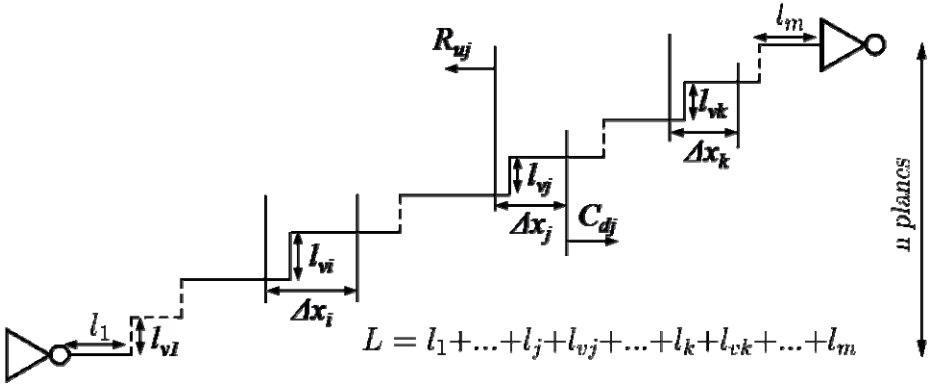 l_m
R_uj
l_vk
Δx_k
l_vj
Δx_j
C_dj
n planes
l_vi
Δx_i
l_1
l_v1
L = l_1+...+l_j+l_vj+...+l_k+l_vk+...+l_m